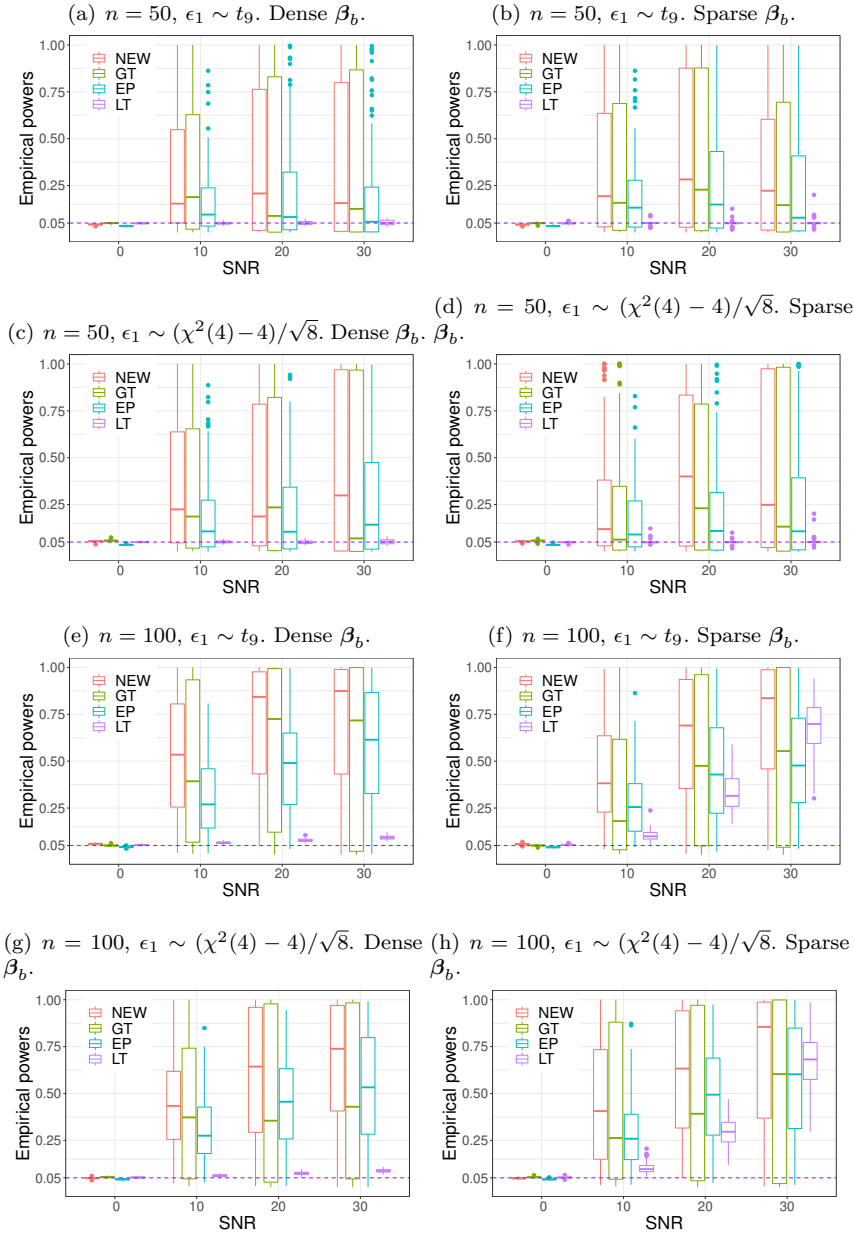 (a) n = 50, ϵ₁ ∼ t₉. Dense β_b.
Empirical powers
1.00
0.75
0.50
0.25
0.05
NEW
GT
EP
LT
0 10 20 30
SNR
(b) n = 50, ϵ₁ ∼ t₉. Sparse β_b.
Empirical powers
1.00
0.75
0.50
0.25
0.05
NEW
GT
EP
LT
0 10 20 30
SNR
(c) n = 50, ϵ₁ ∼ (χ²(4)−4)/√8. Dense β_b.
Empirical powers
1.00
0.75
0.50
0.25
0.05
NEW
GT
EP
LT
0 10 20 30
SNR
(d) n = 50, ϵ₁ ∼ (χ²(4) − 4)/√8. Sparse
β_b.
Empirical powers
1.00
0.75
0.50
0.25
0.05
NEW
GT
EP
LT
0 10 20 30
SNR
(e) n = 100, ϵ₁ ∼ t₉. Dense β_b.
Empirical powers
1.00
0.75
0.50
0.25
0.05
NEW
GT
EP
LT
0 10 20 30
SNR
(f) n = 100, ϵ₁ ∼ t₉. Sparse β_b.
Empirical powers
1.00
0.75
0.50
0.25
0.05
NEW
GT
EP
LT
0 10 20 30
SNR
(g) n = 100, ϵ₁ ∼ (χ²(4) − 4)/√8. Dense
β_b.
Empirical powers
1.00
0.75
0.50
0.25
0.05
NEW
GT
EP
LT
0 10 20 30
SNR
(h) n = 100, ϵ₁ ∼ (χ²(4) − 4)/√8. Sparse
β_b.
Empirical powers
1.00
0.75
0.50
0.25
0.05
NEW
GT
EP
LT
0 10 20 30
SNR